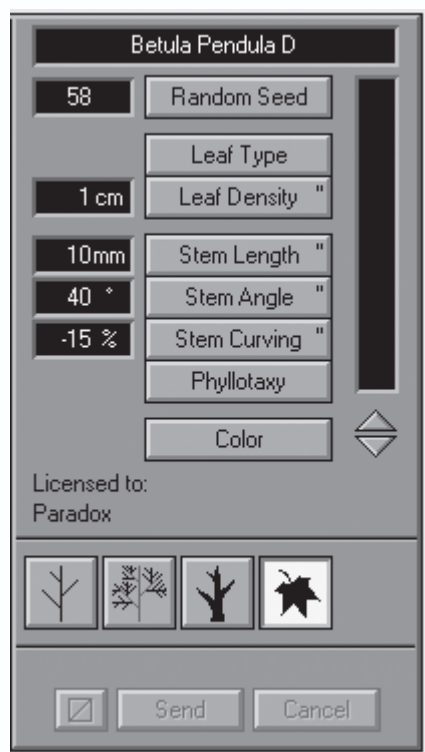 Betula Pendula D
58 Random Seed
Leaf Type
1 cm Leaf Density "
10mm Stem Length "
40 ° Stem Angle "
-15 % Stem Curving "
Phyllotaxy
Color
Licensed to:
Paradox
Send Cancel